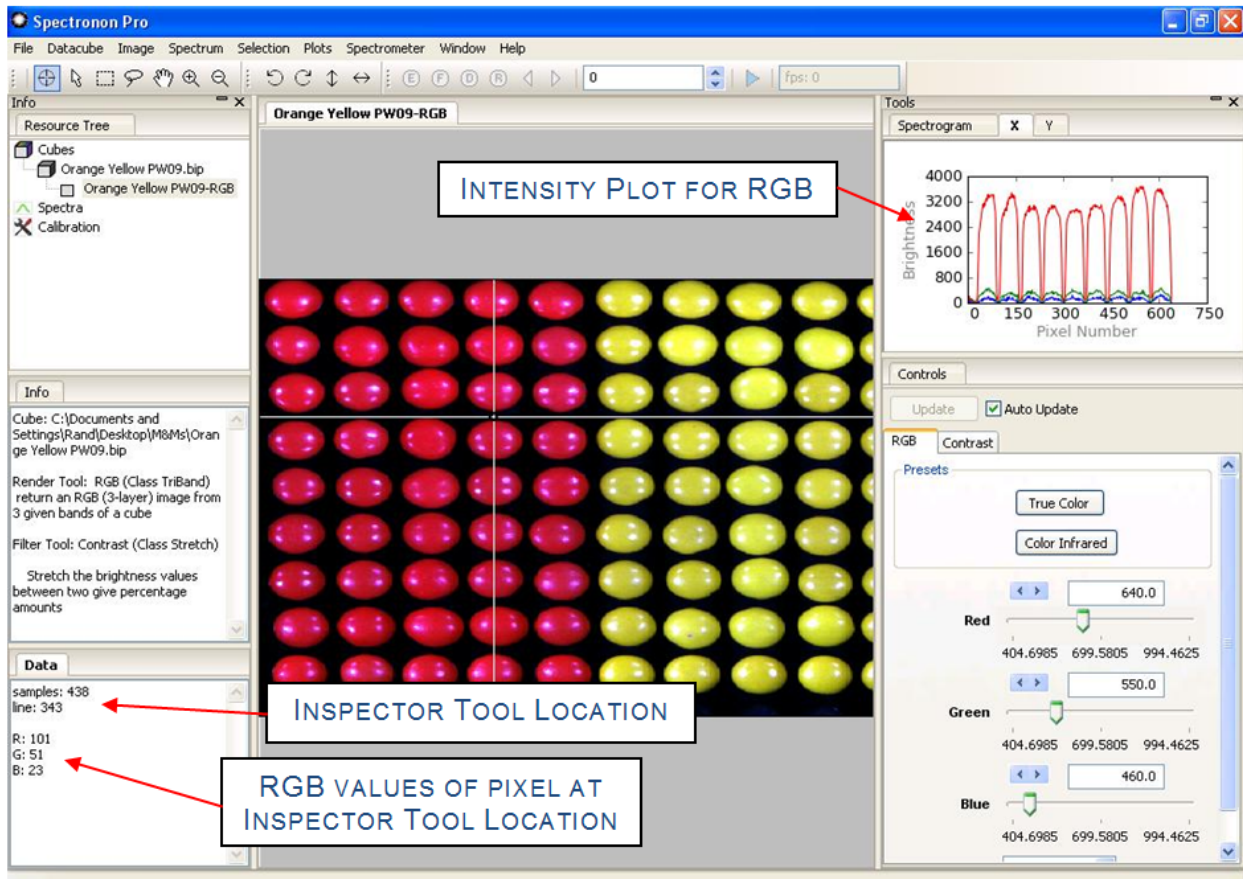 Spectronon Pro
File Datacube Image Spectrum Selection Plots Spectrometer Window Help
E F D R 0 fps: 0
Info
Resource Tree
Cubes
Orange Yellow PW09.bip
Orange Yellow PW09-RGB
Spectra
Calibration
Info
Cube: C:\Documents and
Settings\Rand\Desktop\M&Ms\Oran
ge Yellow PW09.bip
Render Tool: RGB (Class TriBand)
return an RGB (3-layer) image from
3 given bands of a cube
Filter Tool: Contrast (Class Stretch)
Stretch the brightness values
between two give percentage
amounts
Data
samples: 438
line: 343
R: 101
G: 51
B: 23
Orange Yellow PW09-RGB
INTENSITY PLOT FOR RGB
INSPECTOR TOOL LOCATION
RGB VALUES OF PIXEL AT
INSPECTOR TOOL LOCATION
Tools
Spectrogram X Y
4000
3200
2400
1600
800
0
Brightness
0 150 300 450 600 750
Pixel Number
Controls
Update Auto Update
RGB Contrast
Presets
True Color
Color Infrared
640.0
Red
404.6985 699.5805 994.4625
550.0
Green
404.6985 699.5805 994.4625
460.0
Blue
404.6985 699.5805 994.4625